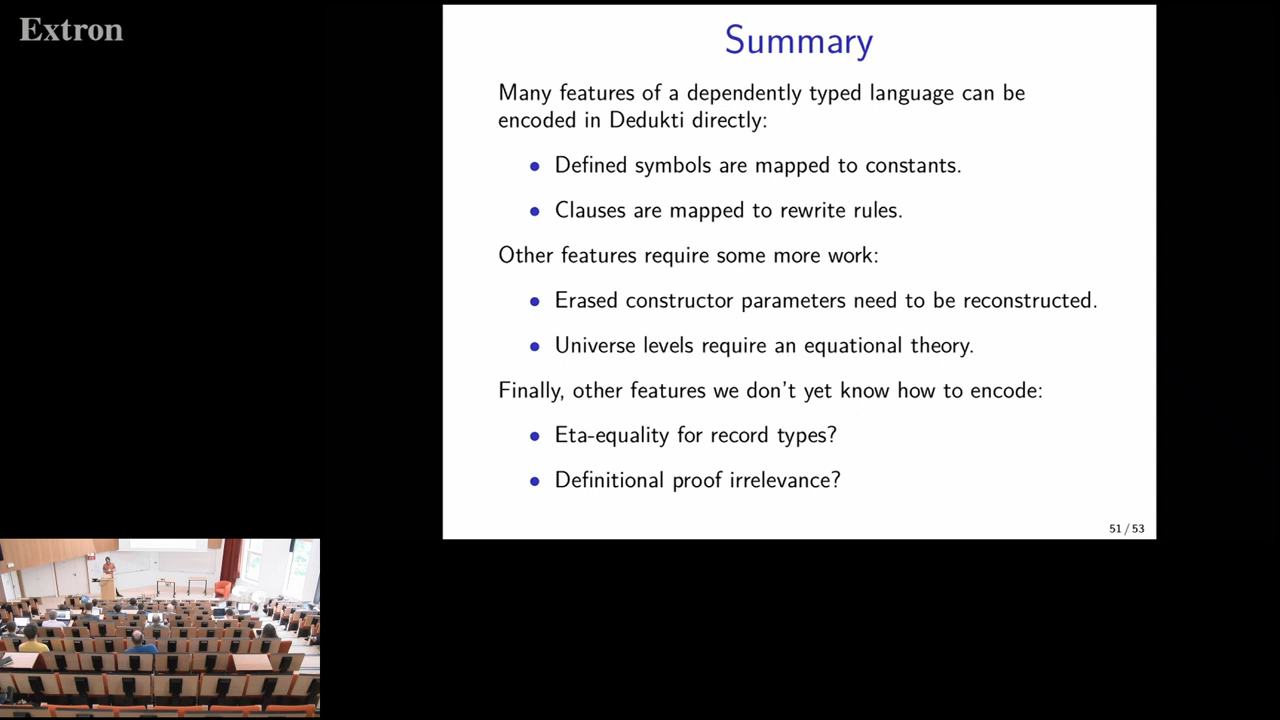 Extron
Summary
Many features of a dependently typed language can be
encoded in Dedukti directly:
• Defined symbols are mapped to constants.
• Clauses are mapped to rewrite rules.
Other features require some more work:
• Erased constructor parameters need to be reconstructed.
• Universe levels require an equational theory.
Finally, other features we don't yet know how to encode:
• Eta-equality for record types?
• Definitional proof irrelevance?
51 / 53